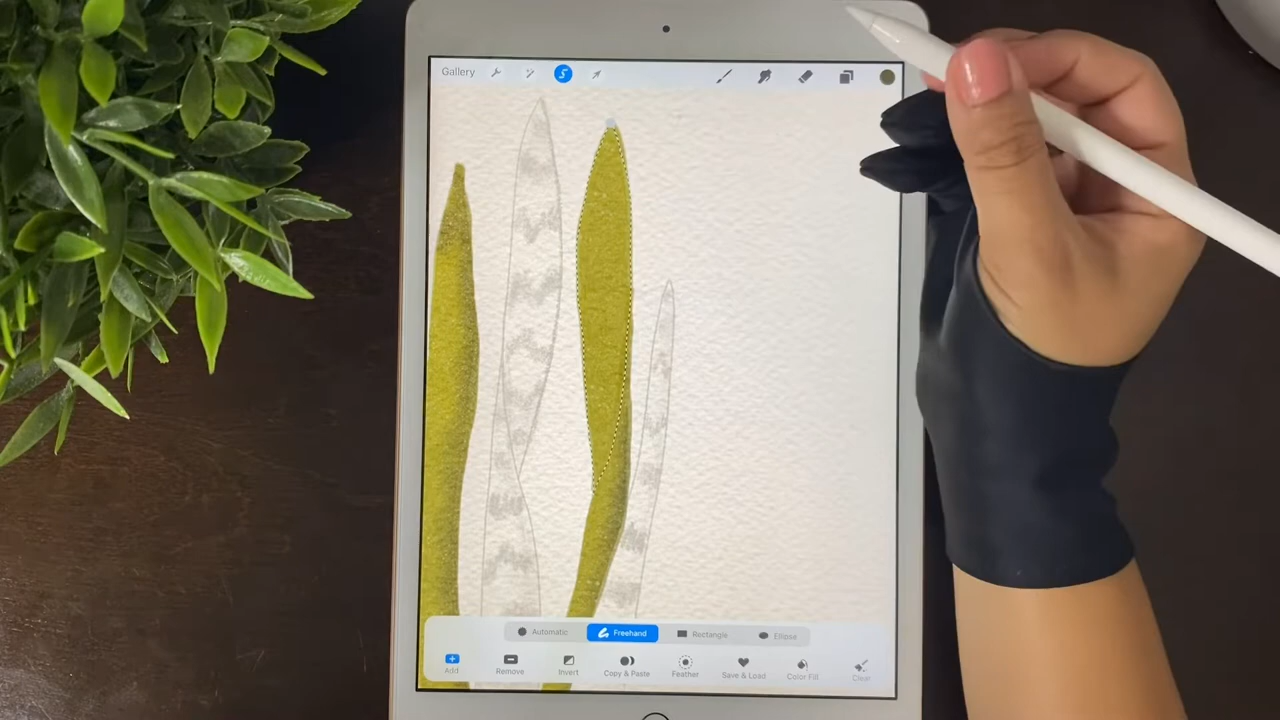 Gallery
Automatic Freehand Rectangle Ellipse
Add Remove Invert Copy & Paste Feather Save & Load Color Fill Clear